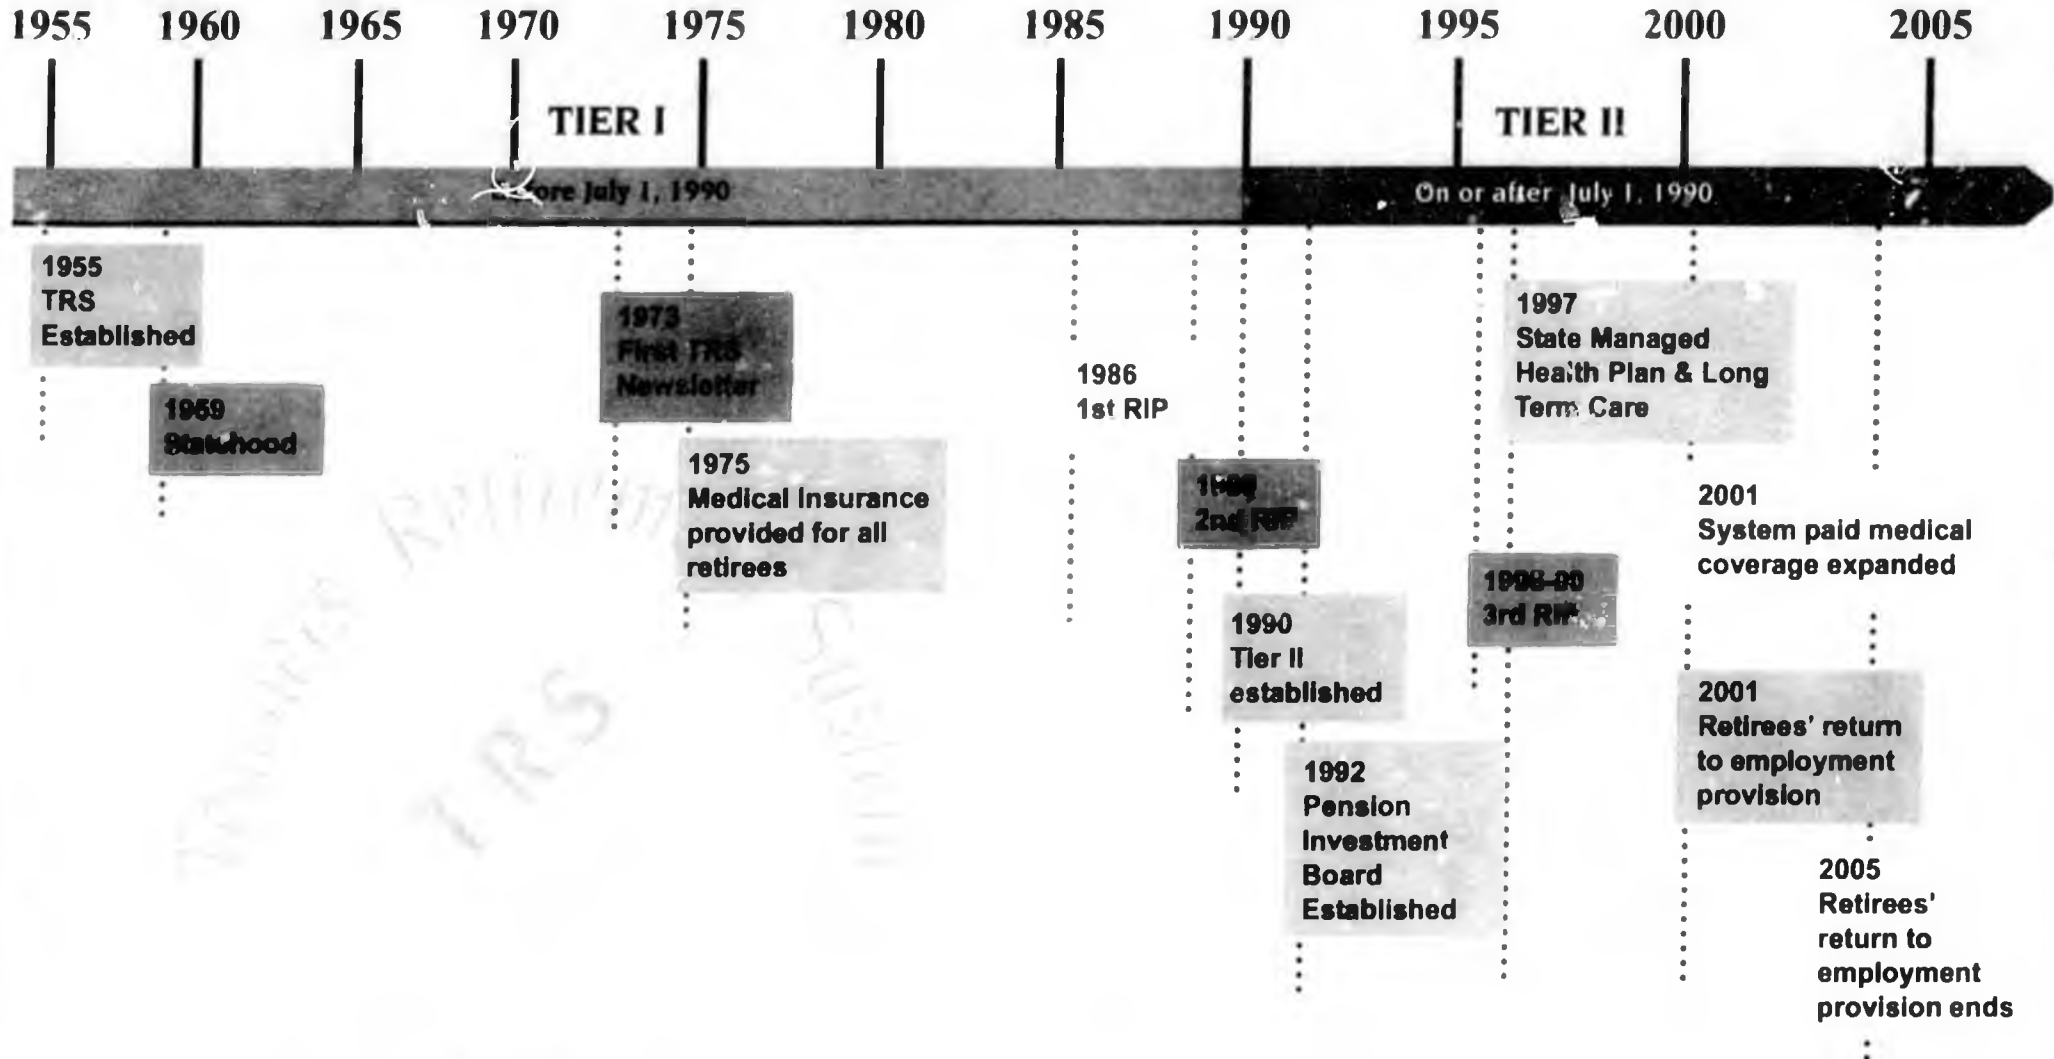 1955 1960 1965 1970 1975 1980 1985 1990 1995 2000 2005
TIER I TIER II
July 1, 1990
On or after July 1, 1990
1955
TRS
Established
1959
Statehood
1973
First TRS
Newsletter
1975
Medical Insurance
provided for all
retirees
1986
1st RIP
2nd RIP
1990
Tier II
established
1992
Pension
Investment
Board
Established
3rd RIP
1997
State Managed
Health Plan & Long
Term Care
2001
System paid medical
coverage expanded
2001
Retirees' return
to employment
provision
2005
Retirees'
return to
employment
provision ends
TRS